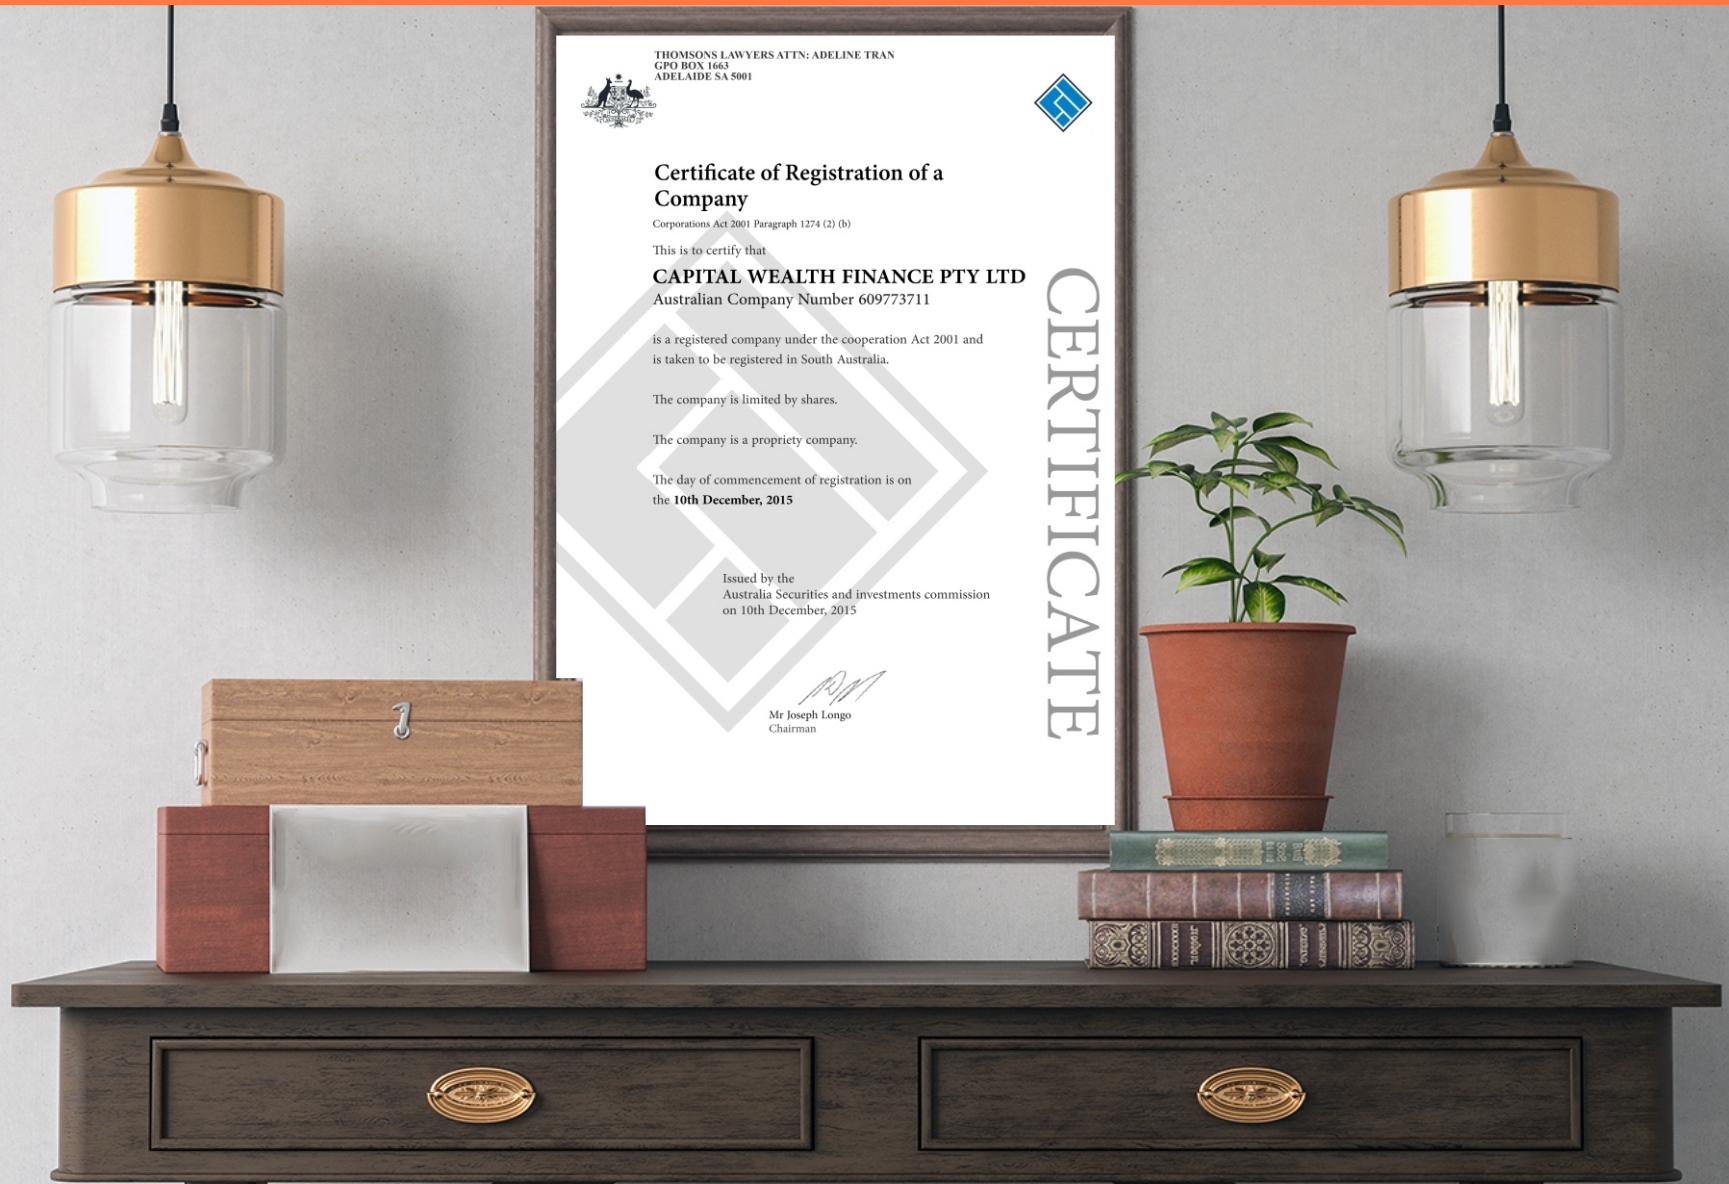 THOMSONS LAWYERS ATTN: ADELINE TRAN
GPO BOX 1663
ADELAIDE SA 5001
Certificate of Registration of a
Company
Corporations Act 2001 Paragraph 1274 (2) (b)
This is to certify that
CAPITAL WEALTH FINANCE PTY LTD
Australian Company Number 609773711
is a registered company under the cooperation Act 2001 and
is taken to be registered in South Australia.
The company is limited by shares.
The company is a propriety company.
The day of commencement of registration is on
the 10th December, 2015
Issued by the
Australia Securities and investments commission
on 10th December, 2015
Mr Joseph Longo
Chairman
CERTIFICATE